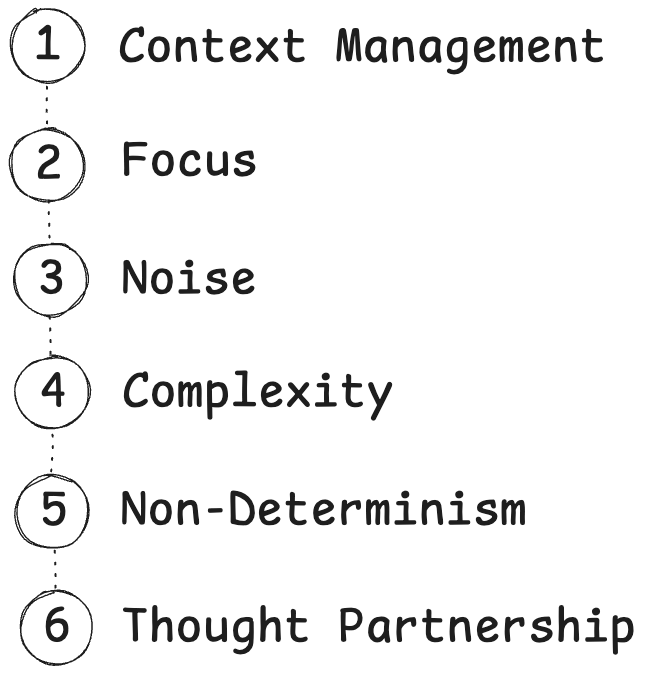 1 Context Management
2 Focus
3 Noise
4 Complexity
5 Non-Determinism
6 Thought Partnership